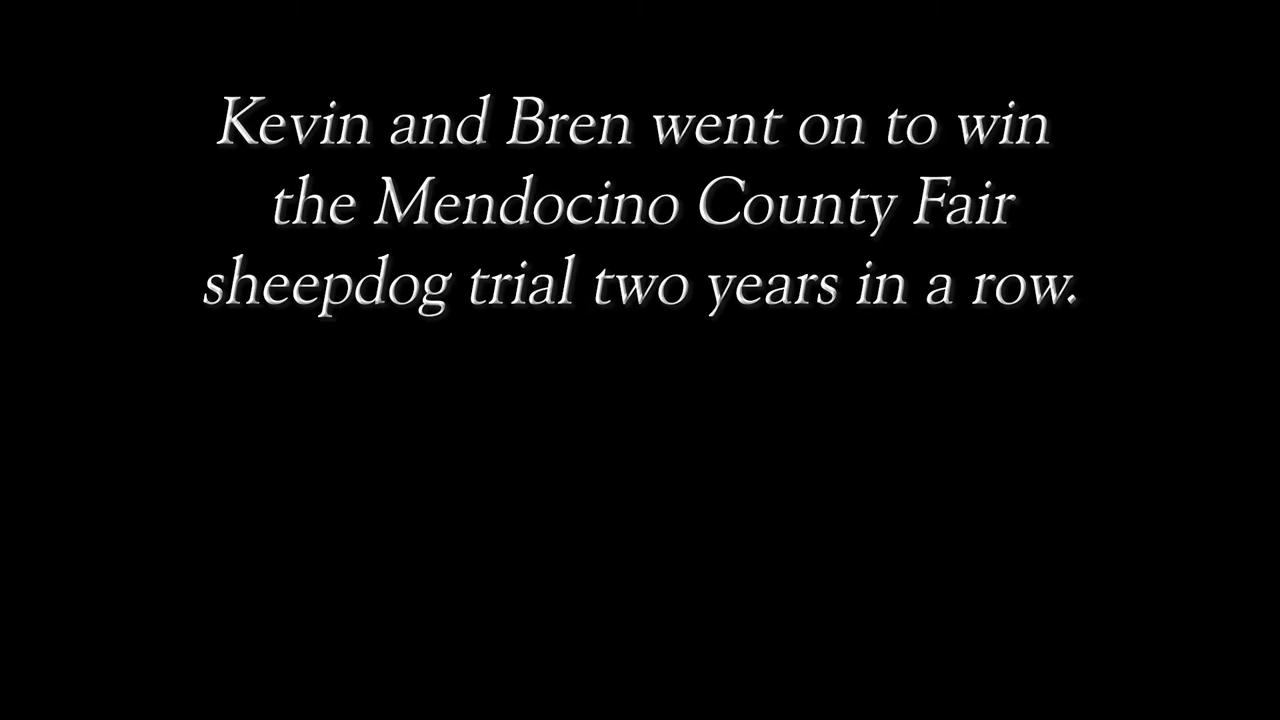 Kevin and Bren went on to win
the Mendocino County Fair
sheepdog trial two years in a row.